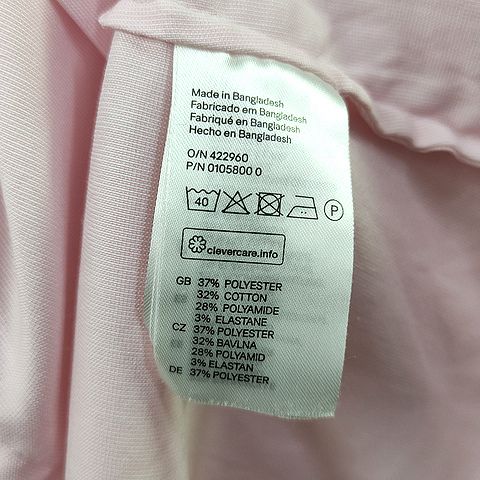 Made in Bangladesh
Fabricado em Bangladesh
Fabriqué en Bangladesh
Hecho en Bangladesh
O/N 422960
P/N 0105800 0
40 P
clevercare.info
GB 37% POLYESTER
32% COTTON
28% POLYAMIDE
3% ELASTANE
CZ 37% POLYESTER
32% BAVLNA
28% POLYAMID
3% ELASTAN
DE 37% POLYESTER